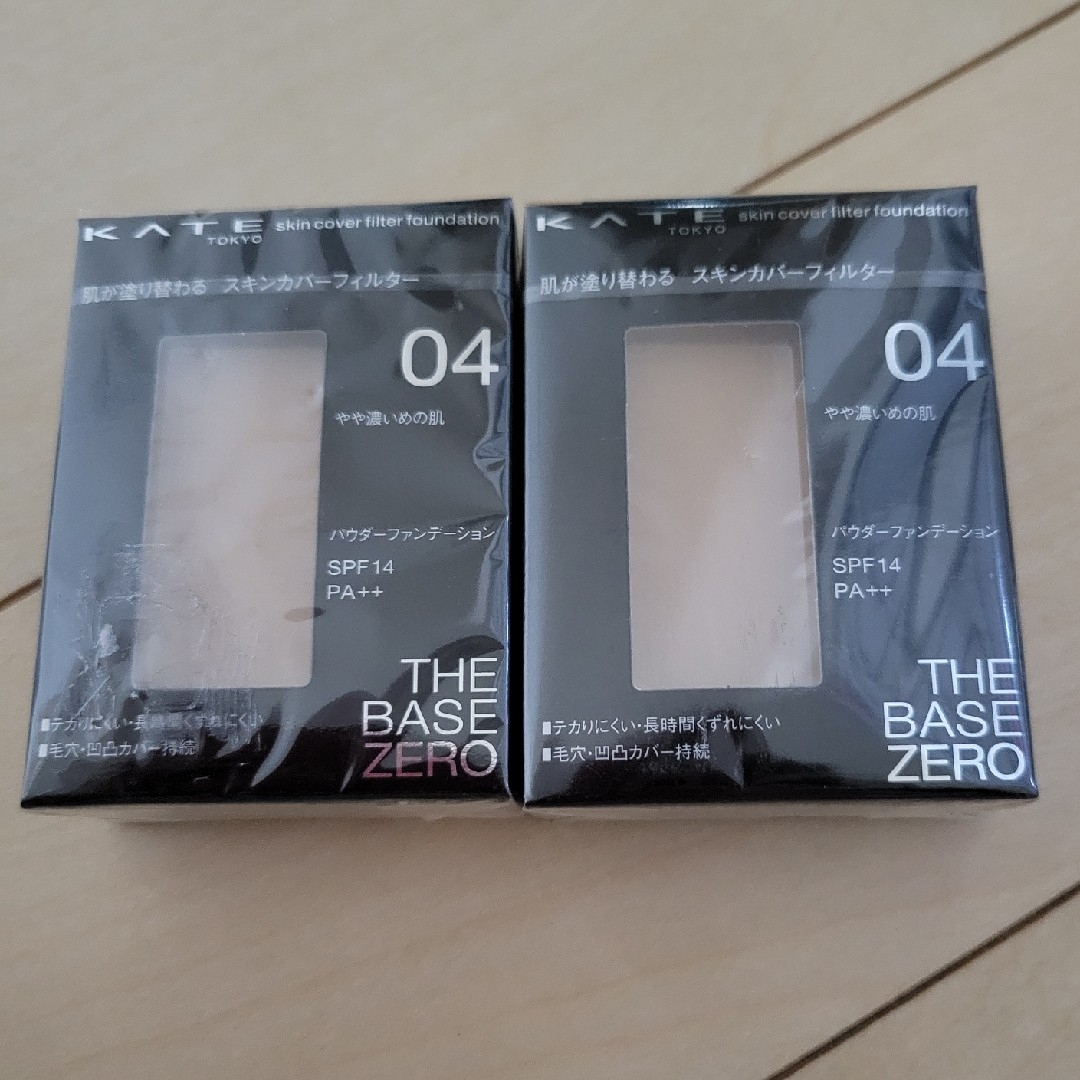 KATE
TOKYO
skin cover filter foundation
肌が塗り替わる スキンカバーフィルター
04
やや濃いめの肌
パウダーファンデーション
SPF14
PA++
THE
BASE
ZERO
■テカりにくい・長時間くずれにくい
■毛穴・凹凸カバー持続
KATE
TOKYO
skin cover filter foundation
肌が塗り替わる スキンカバーフィルター
04
やや濃いめの肌
パウダーファンデーション
SPF14
PA++
THE
BASE
ZERO
■テカりにくい・長時間くずれにくい
■毛穴・凹凸カバー持続